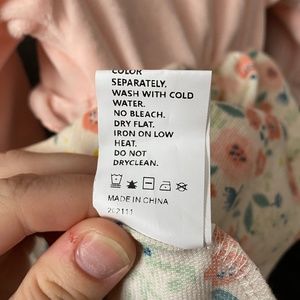 COLOR
SEPARATELY.
WASH WITH COLD
WATER.
NO BLEACH.
DRY FLAT.
IRON ON LOW
HEAT.
DO NOT
DRYCLEAN.
MADE IN CHINA
202111